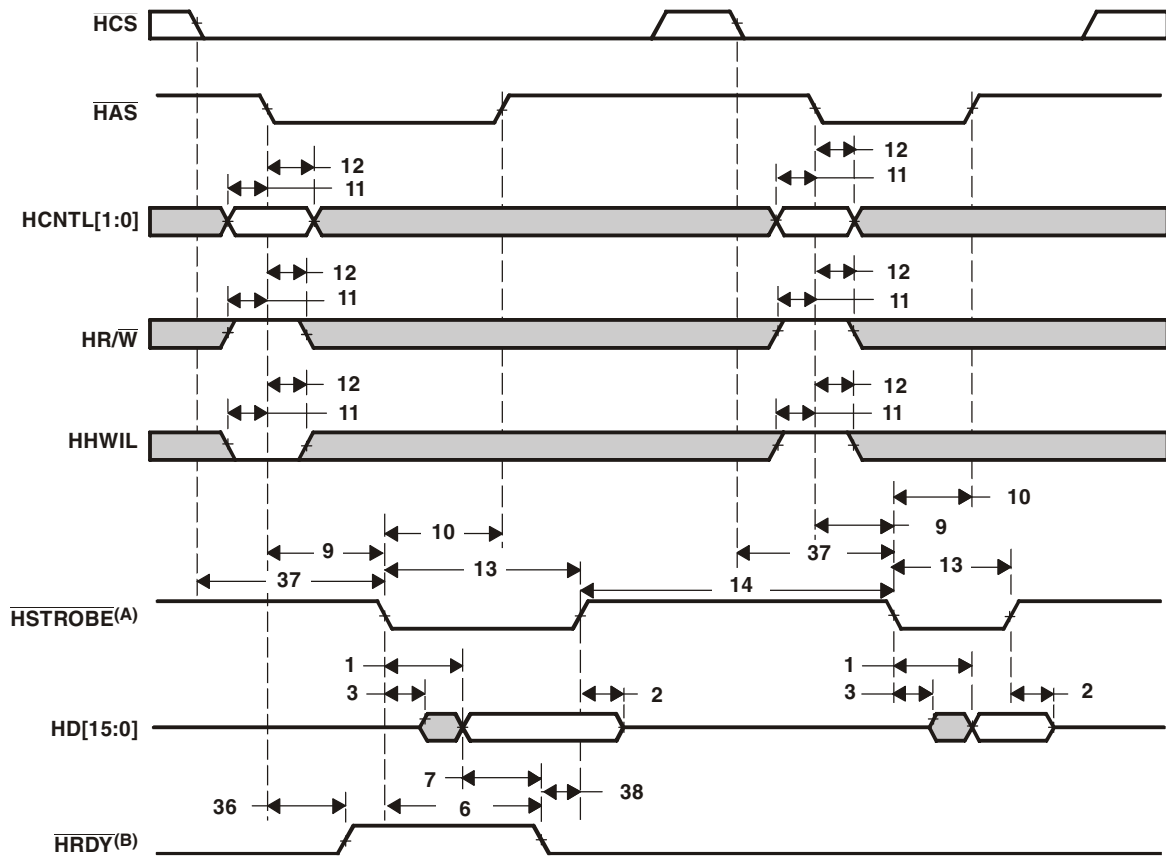 HCS
HAS
12 12
11 11
HCNTL[1:0]
12 12
11 11
HR/W
12 12
11 11
HHWIL
10
10
9 9
37
13 13
37
14
HSTROBE(A)
1 1
3 2 3 2
HD[15:0]
7
38
36 6
HRDY(B)